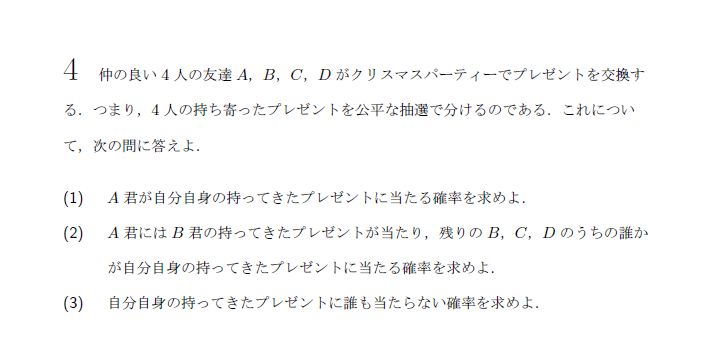 4 仲の良い 4 人の友達 A，B，C，D がクリスマスパーティーでプレゼントを交換す
る．つまり，4 人の持ち寄ったプレゼントを公平な抽選で分けるのである．これについ
て，次の問に答えよ．
(1) A 君が自分自身の持ってきたプレゼントに当たる確率を求めよ．
(2) A 君には B 君の持ってきたプレゼントが当たり，残りの B，C，D のうちの誰か
が自分自身の持ってきたプレゼントに当たる確率を求めよ．
(3) 自分自身の持ってきたプレゼントに誰も当たらない確率を求めよ．